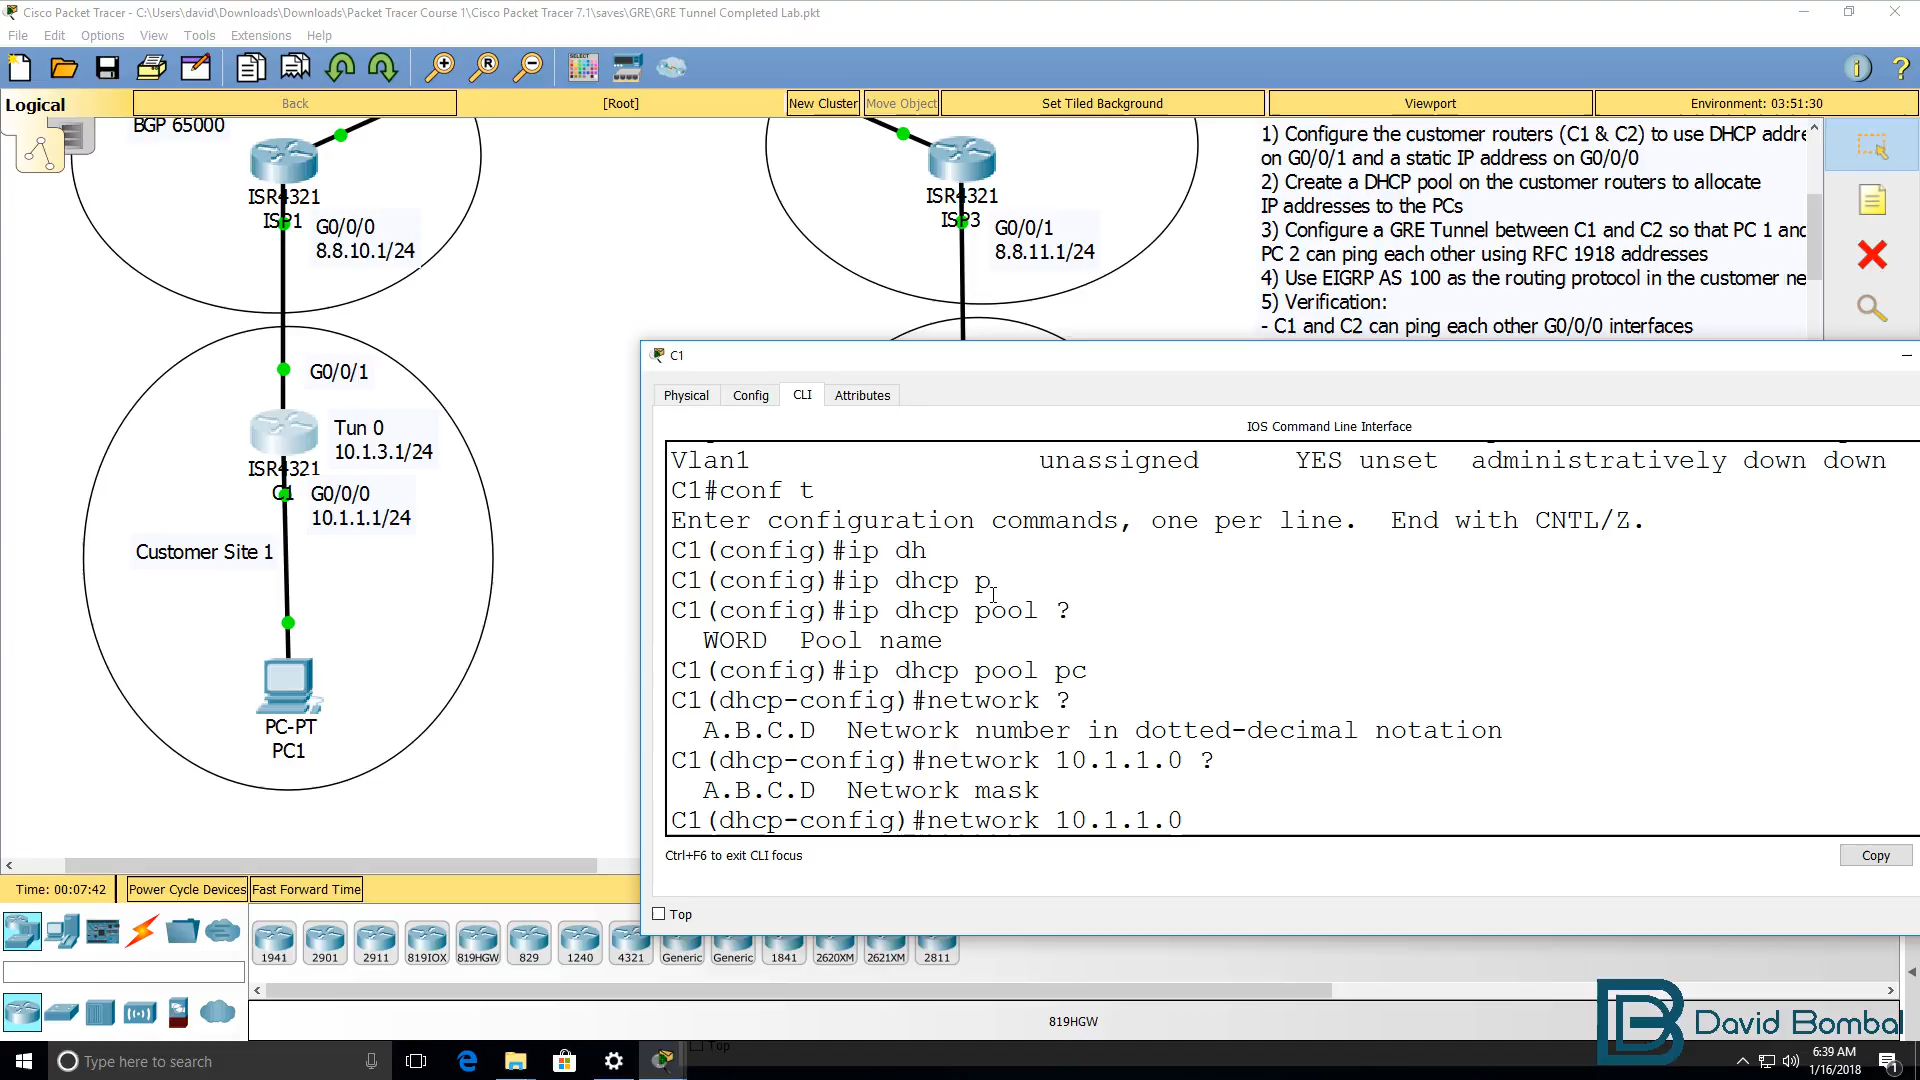 Cisco Packet Tracer - C:\Users\david\Downloads\Downloads\Packet Tracer Course 1\Cisco Packet Tracer 7.1\saves\GRE\GRE Tunnel Completed Lab.pkt
File Edit Options View Tools Extensions Help
Logical
Back
[Root]
New Cluster
Move Object
Set Tiled Background
Viewport
Environment: 03:51:30
BGP 65000
ISR4321
ISP1
G0/0/0
8.8.10.1/24
ISR4321
ISP3
G0/0/1
8.8.11.1/24
1) Configure the customer routers (C1 & C2) to use DHCP addre
on G0/0/1 and a static IP address on G0/0/0
2) Create a DHCP pool on the customer routers to allocate
IP addresses to the PCs
3) Configure a GRE Tunnel between C1 and C2 so that PC 1 and
PC 2 can ping each other using RFC 1918 addresses
4) Use EIGRP AS 100 as the routing protocol in the customer ne
5) Verification:
- C1 and C2 can ping each other G0/0/0 interfaces
G0/0/1
Tun 0
10.1.3.1/24
ISR4321
C1
G0/0/0
10.1.1.1/24
Customer Site 1
PC-PT
PC1
C1
Physical Config CLI Attributes
IOS Command Line Interface
Vlan1 unassigned YES unset administratively down down
C1#conf t
Enter configuration commands, one per line. End with CNTL/Z.
C1(config)#ip dh
C1(config)#ip dhcp p
C1(config)#ip dhcp pool ?
WORD Pool name
C1(config)#ip dhcp pool pc
C1(dhcp-config)#network ?
A.B.C.D Network number in dotted-decimal notation
C1(dhcp-config)#network 10.1.1.0 ?
A.B.C.D Network mask
C1(dhcp-config)#network 10.1.1.0
Ctrl+F6 to exit CLI focus
Copy
Top
Time: 00:07:42
Power Cycle Devices
Fast Forward Time
1941 2901 2911 819IOX 819HGW 829 1240 4321 Generic Generic 1841 2620XM 2621XM 2811
819HGW
David Bombal
Top
Type here to search
6:39 AM
1/16/2018
1